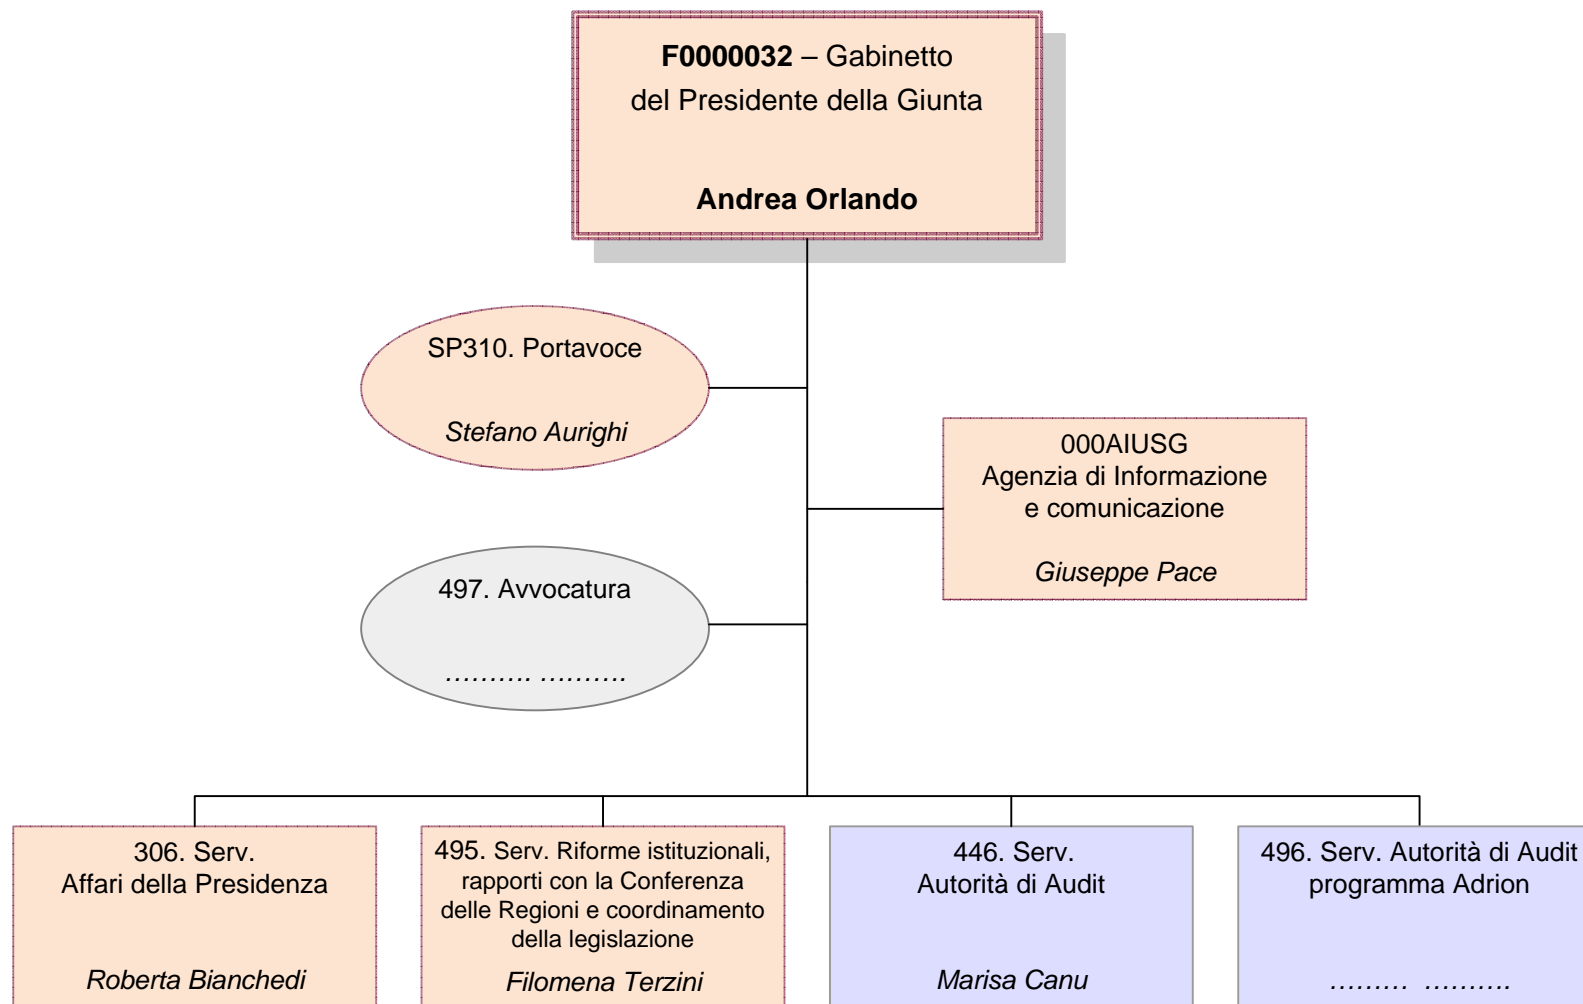 F0000032 – Gabinetto
del Presidente della Giunta
Andrea Orlando
SP310. Portavoce
Stefano Aurighi
000AIUSG
Agenzia di Informazione
e comunicazione
Giuseppe Pace
497. Avvocatura
.......... ..........
306. Serv.
Affari della Presidenza
Roberta Bianchedi
495. Serv. Riforme istituzionali,
rapporti con la Conferenza
delle Regioni e coordinamento
della legislazione
Filomena Terzini
446. Serv.
Autorità di Audit
Marisa Canu
496. Serv. Autorità di Audit
programma Adrion
......... ..........